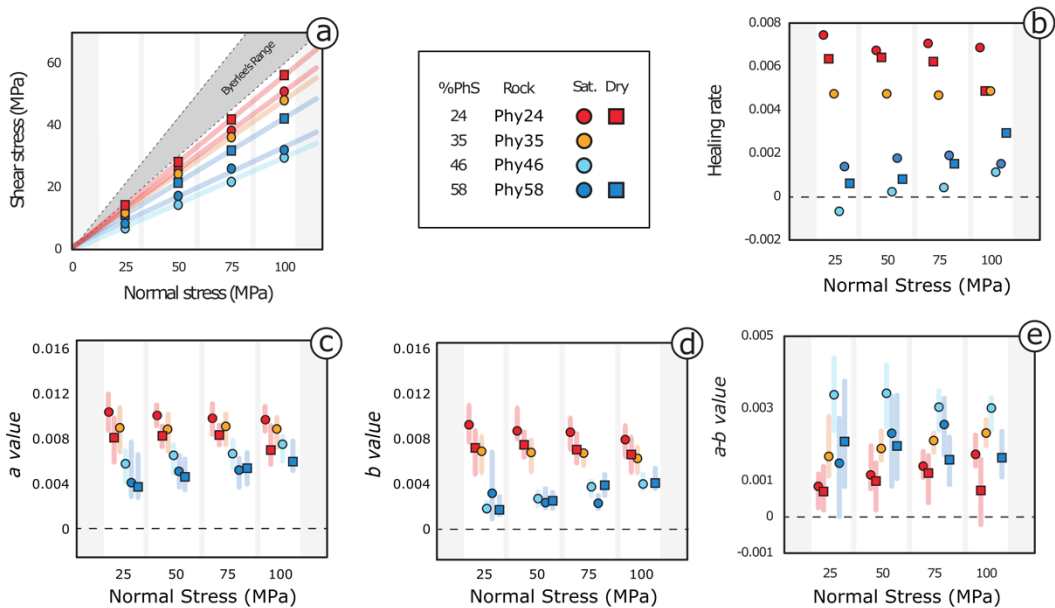 a
Shear stress (MPa)
60
40
20
0
Byerlee's Range
0 25 50 75 100
Normal stress (MPa)
%PhS Rock Sat. Dry
24 Phy24
35 Phy35
46 Phy46
58 Phy58
b
Healing rate
0.008
0.006
0.004
0.002
0
-0.002
25 50 75 100
Normal Stress (MPa)
c
a value
0.016
0.012
0.008
0.004
0
25 50 75 100
Normal Stress (MPa)
d
b value
0.016
0.012
0.008
0.004
0
25 50 75 100
Normal Stress (MPa)
e
a-b value
0.005
0.003
0.001
0
-0.001
25 50 75 100
Normal Stress (MPa)